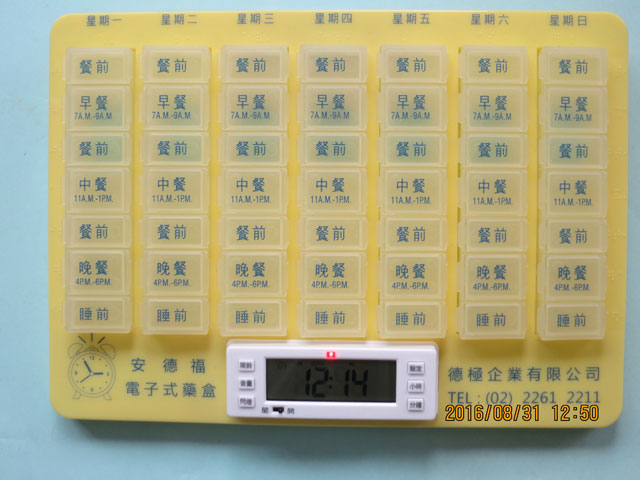 星期一 星期二 星期三 星期四 星期五 星期六 星期日
餐前 餐前 餐前 餐前 餐前 餐前 餐前
早餐 早餐 早餐 早餐 早餐 早餐 早餐
7A.M.-9A.M 7A.M.-9A.M 7A.M.-9A.M 7A.M.-9A.M 7A.M.-9A.M 7A.M.-9A.M 7A.M.-9A.M
餐前 餐前 餐前 餐前 餐前 餐前 餐前
中餐 中餐 中餐 中餐 中餐 中餐 中餐
11A.M.-1P.M. 11A.M.-1P.M. 11A.M.-1P.M. 11A.M.-1P.M. 11A.M.-1P.M. 11A.M.-1P.M. 11A.M.-1P.M.
餐前 餐前 餐前 餐前 餐前 餐前 餐前
晚餐 晚餐 晚餐 晚餐 晚餐 晚餐 晚餐
4P.M.-6P.M. 4P.M.-6P.M. 4P.M.-6P.M. 4P.M.-6P.M. 4P.M.-6P.M. 4P.M.-6P.M. 4P.M.-6P.M.
睡前 睡前 睡前 睡前 睡前 睡前 睡前
安德福
電子式藥盒
音量
12:14
小時
分鐘
關 開
德極企業有限公司
TEL:(02) 2261 2211
2016/08/31 12:50